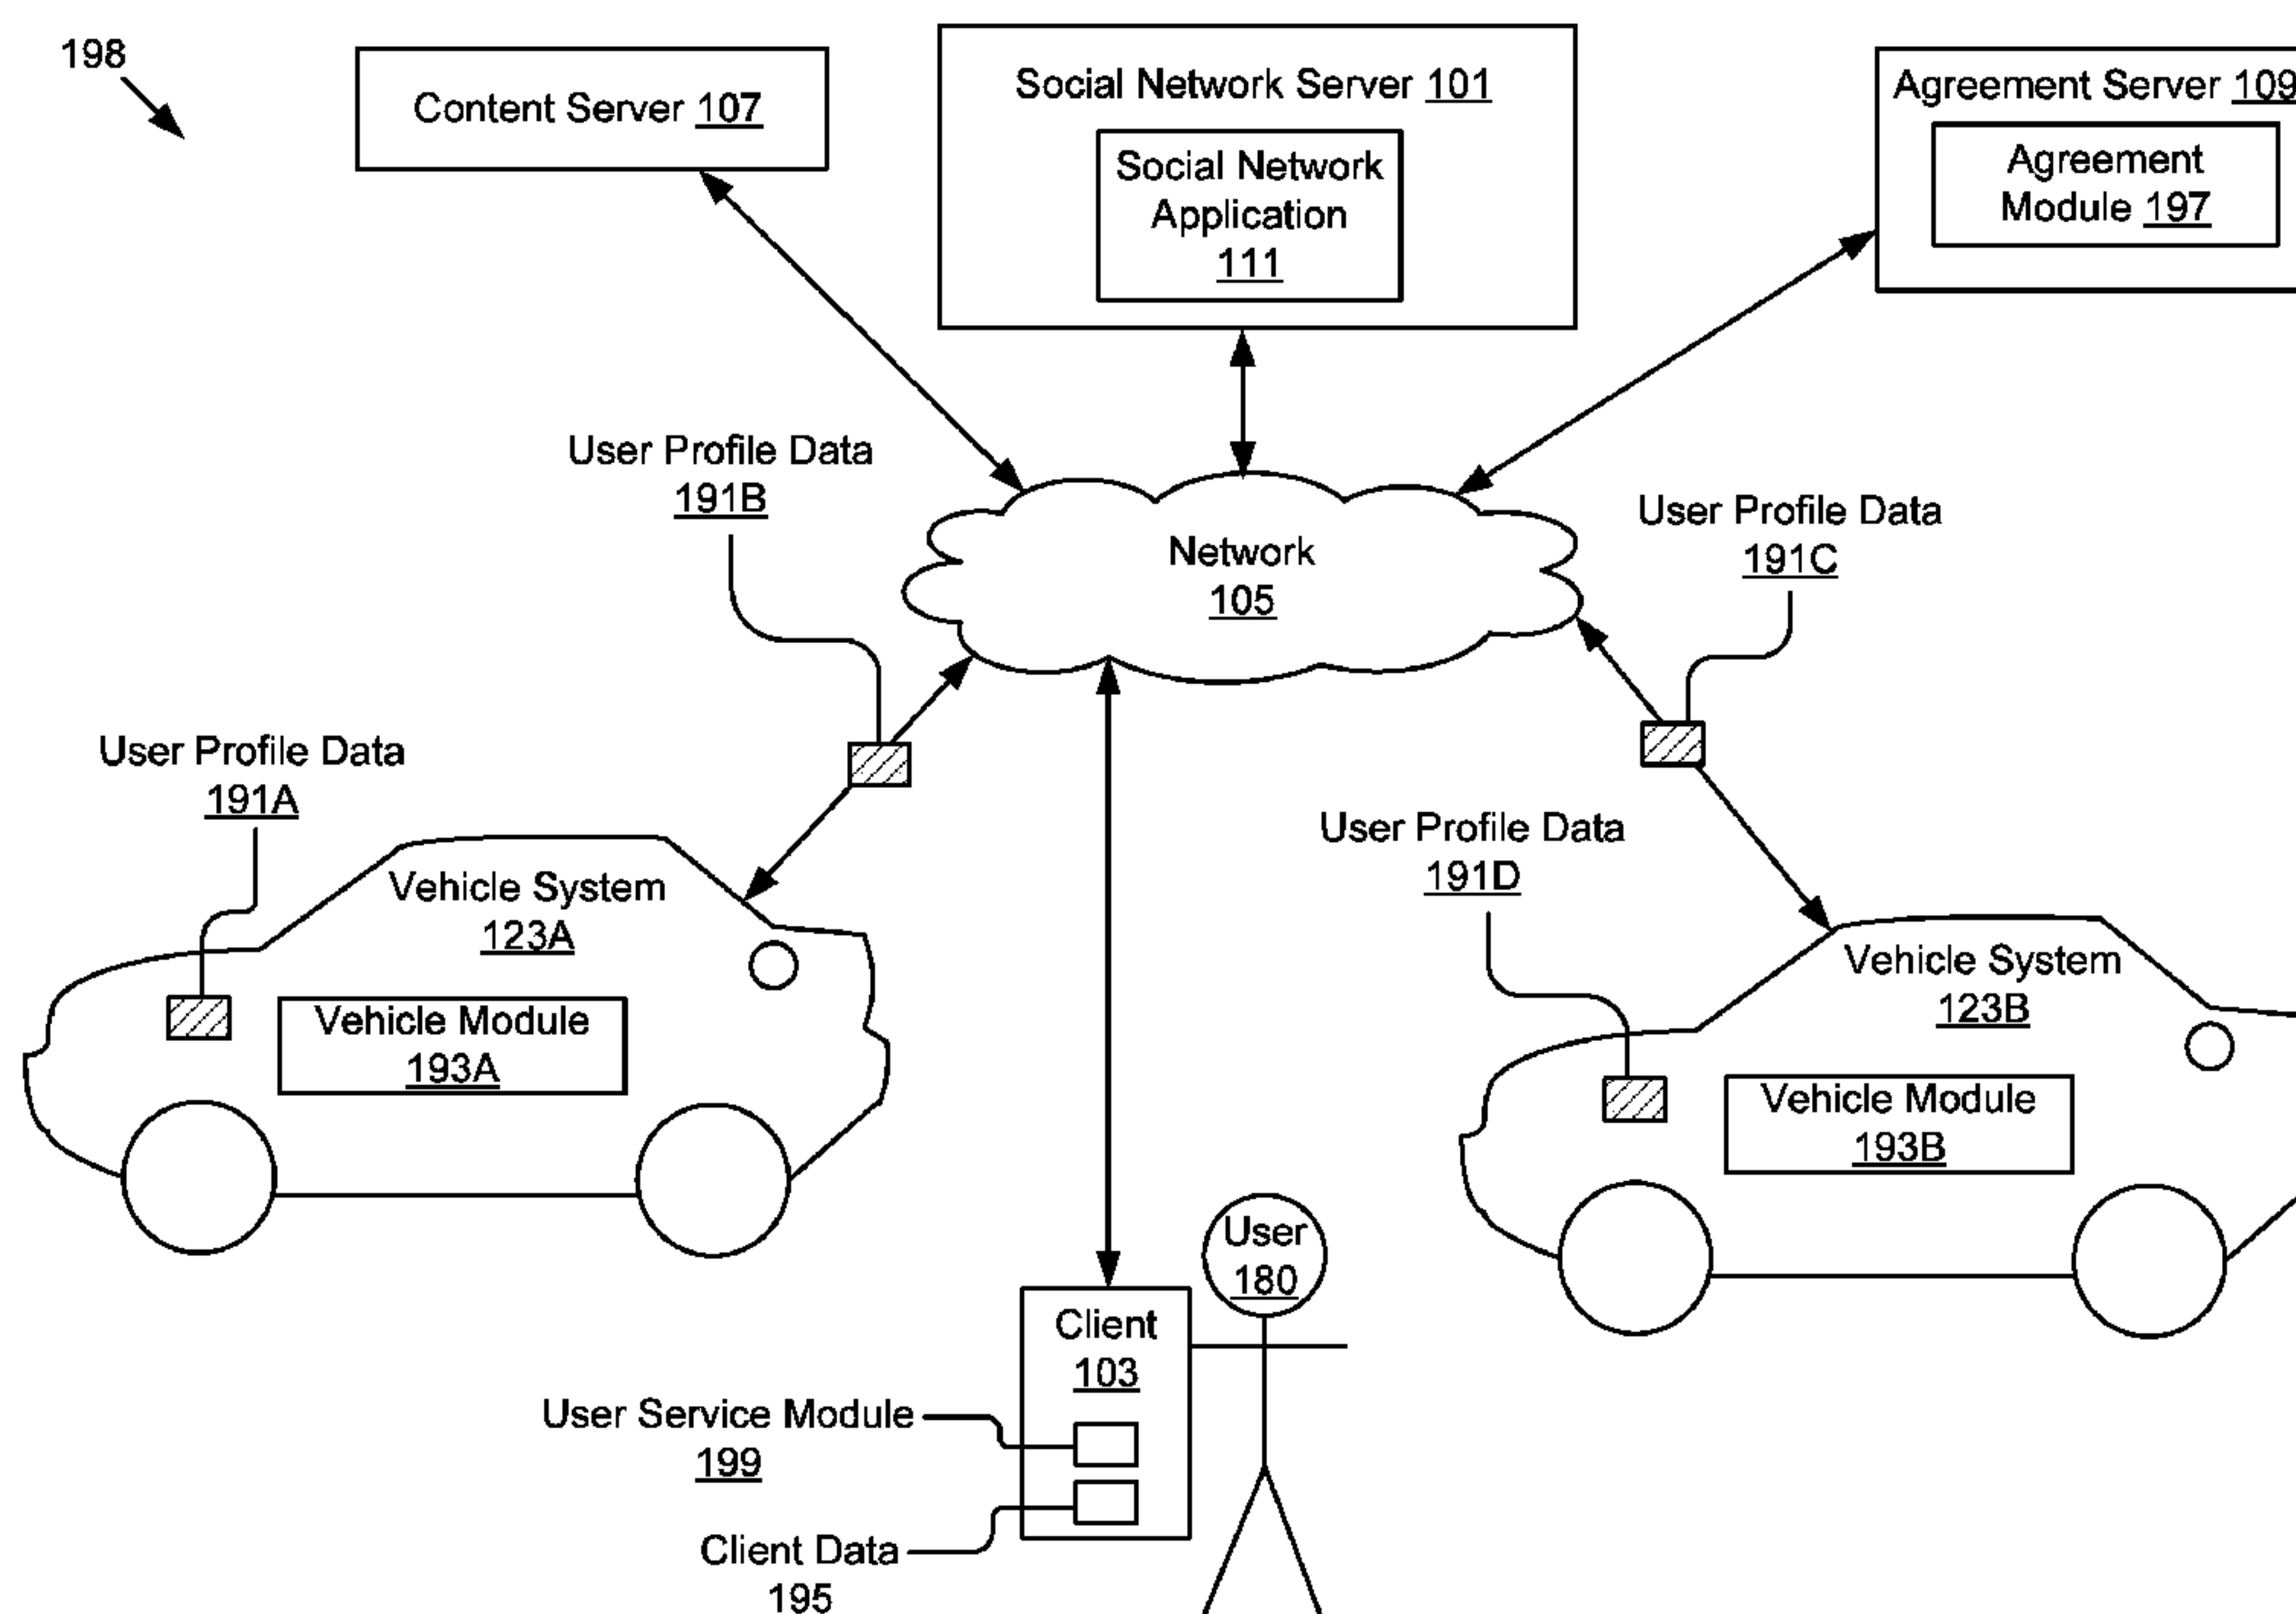 198
Content Server 107
Social Network Server 101
Social Network
Application
111
Agreement Server 109
Agreement
Module 197
User Profile Data
191B
Network
105
User Profile Data
191C
User Profile Data
191A
User Profile Data
191D
Vehicle System
123A
Vehicle Module
193A
Vehicle System
123B
Vehicle Module
193B
User
180
Client
103
User Service Module
199
Client Data
195